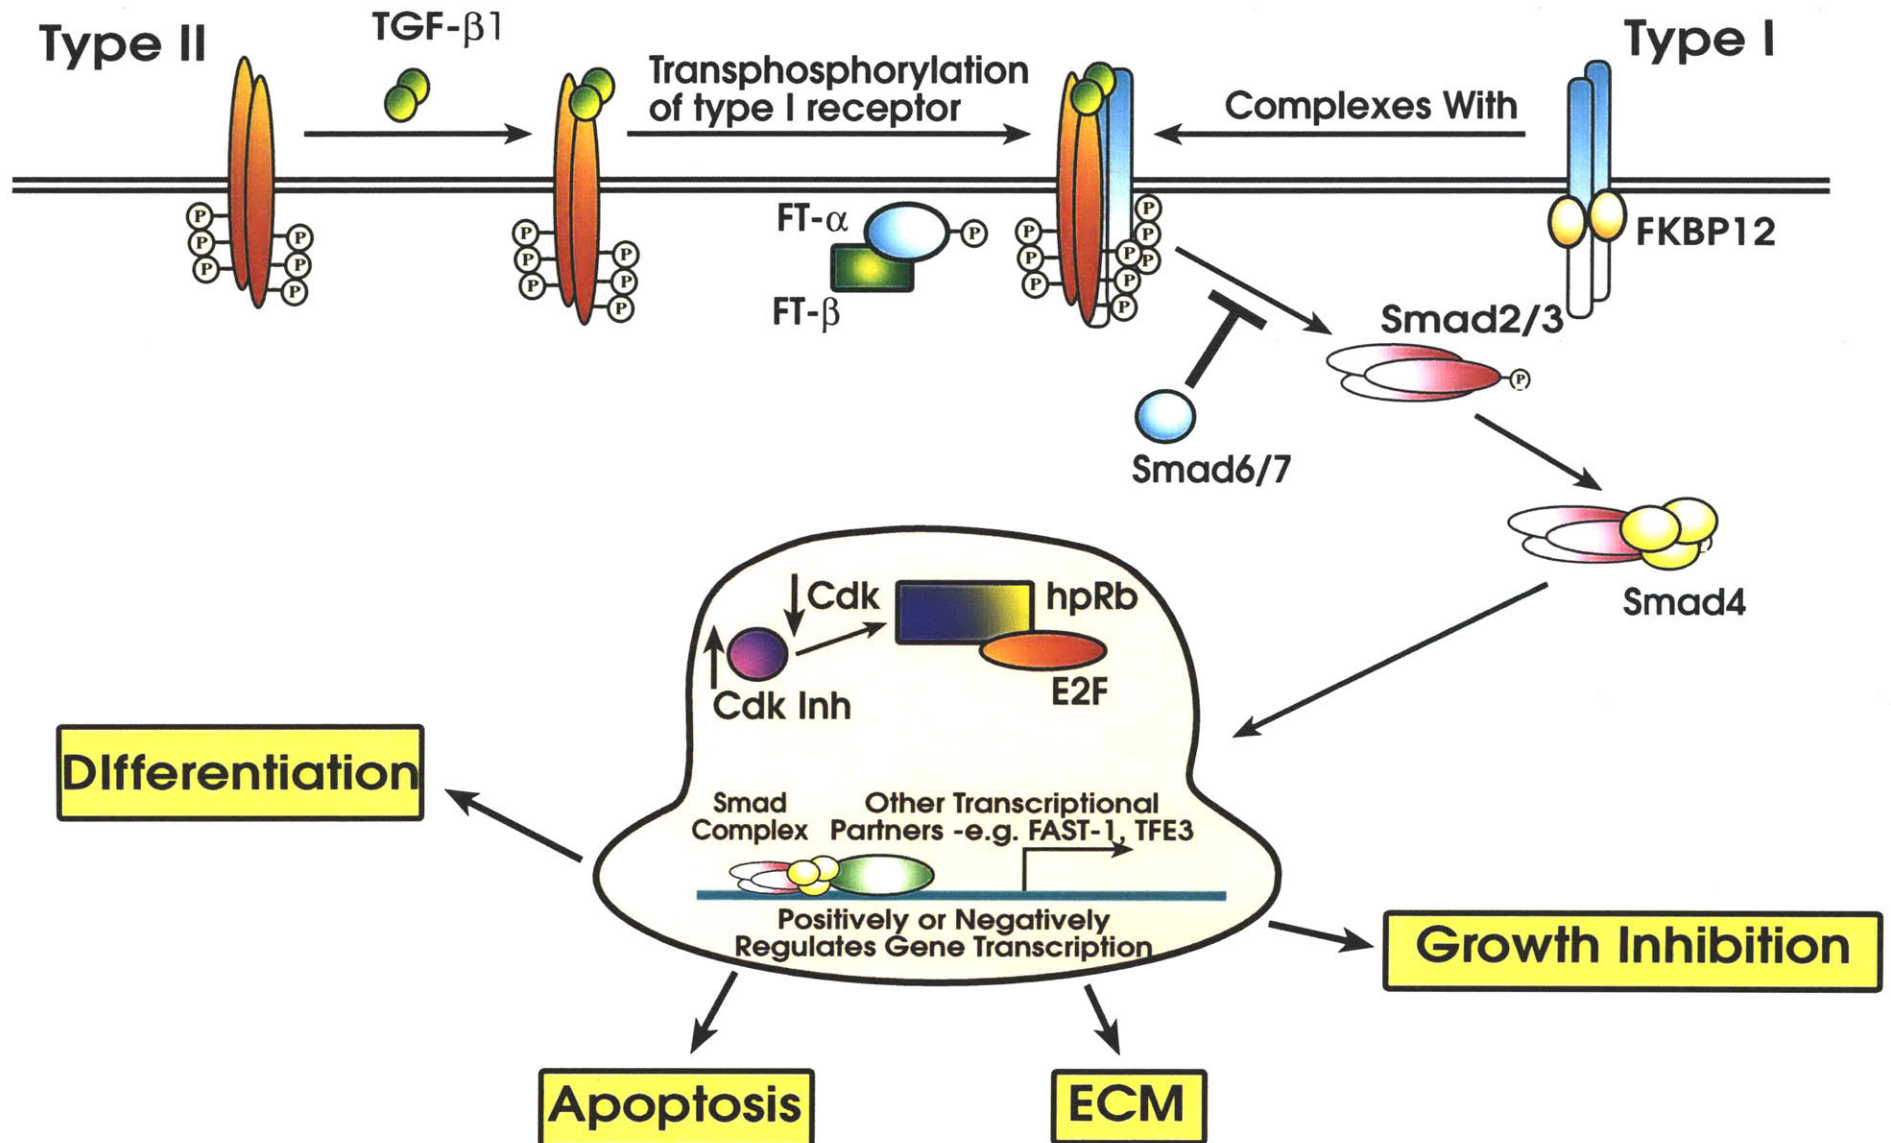 Type II
TGF-β1
Type I
Transphosphorylation
of type I receptor
Complexes With
P
P
P
P
P
P
P
P
P
P
P
P
FT-α
P
FT-β
P
P
P
P
P
P
P
P
P
FKBP12
Smad2/3
P
Smad6/7
Smad4
Cdk
hpRb
Cdk Inh
E2F
DIfferentiation
Smad
Complex
Other Transcriptional
Partners -e.g. FAST-1, TFE3
Positively or Negatively
Regulates Gene Transcription
Growth Inhibition
Apoptosis
ECM